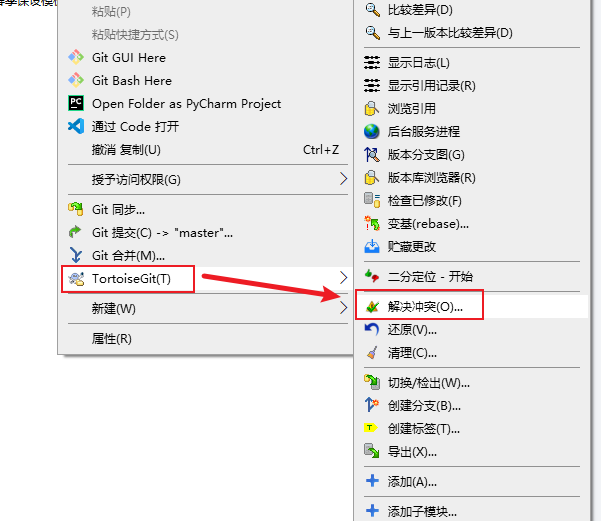 粘贴(P)
粘贴快捷方式(S)
Git GUI Here
Git Bash Here
Open Folder as PyCharm Project
通过 Code 打开
撤消 复制(U) Ctrl+Z
授予访问权限(G)
Git 同步...
Git 提交(C) -> "master"...
Git 合并(M)...
TortoiseGit(T)
新建(W)
属性(R)
比较差异(D)
与上一版本比较差异(D)
显示日志(L)
显示引用记录(R)
浏览引用
后台服务进程
版本分支图(G)
版本库浏览器(R)
检查已修改(F)
变基(rebase)...
贮藏更改
二分定位 - 开始
解决冲突(O)...
还原(V)...
清理(C)...
切换/检出(W)...
创建分支(B)...
创建标签(T)...
导出(X)...
添加(A)...
添加子模块...